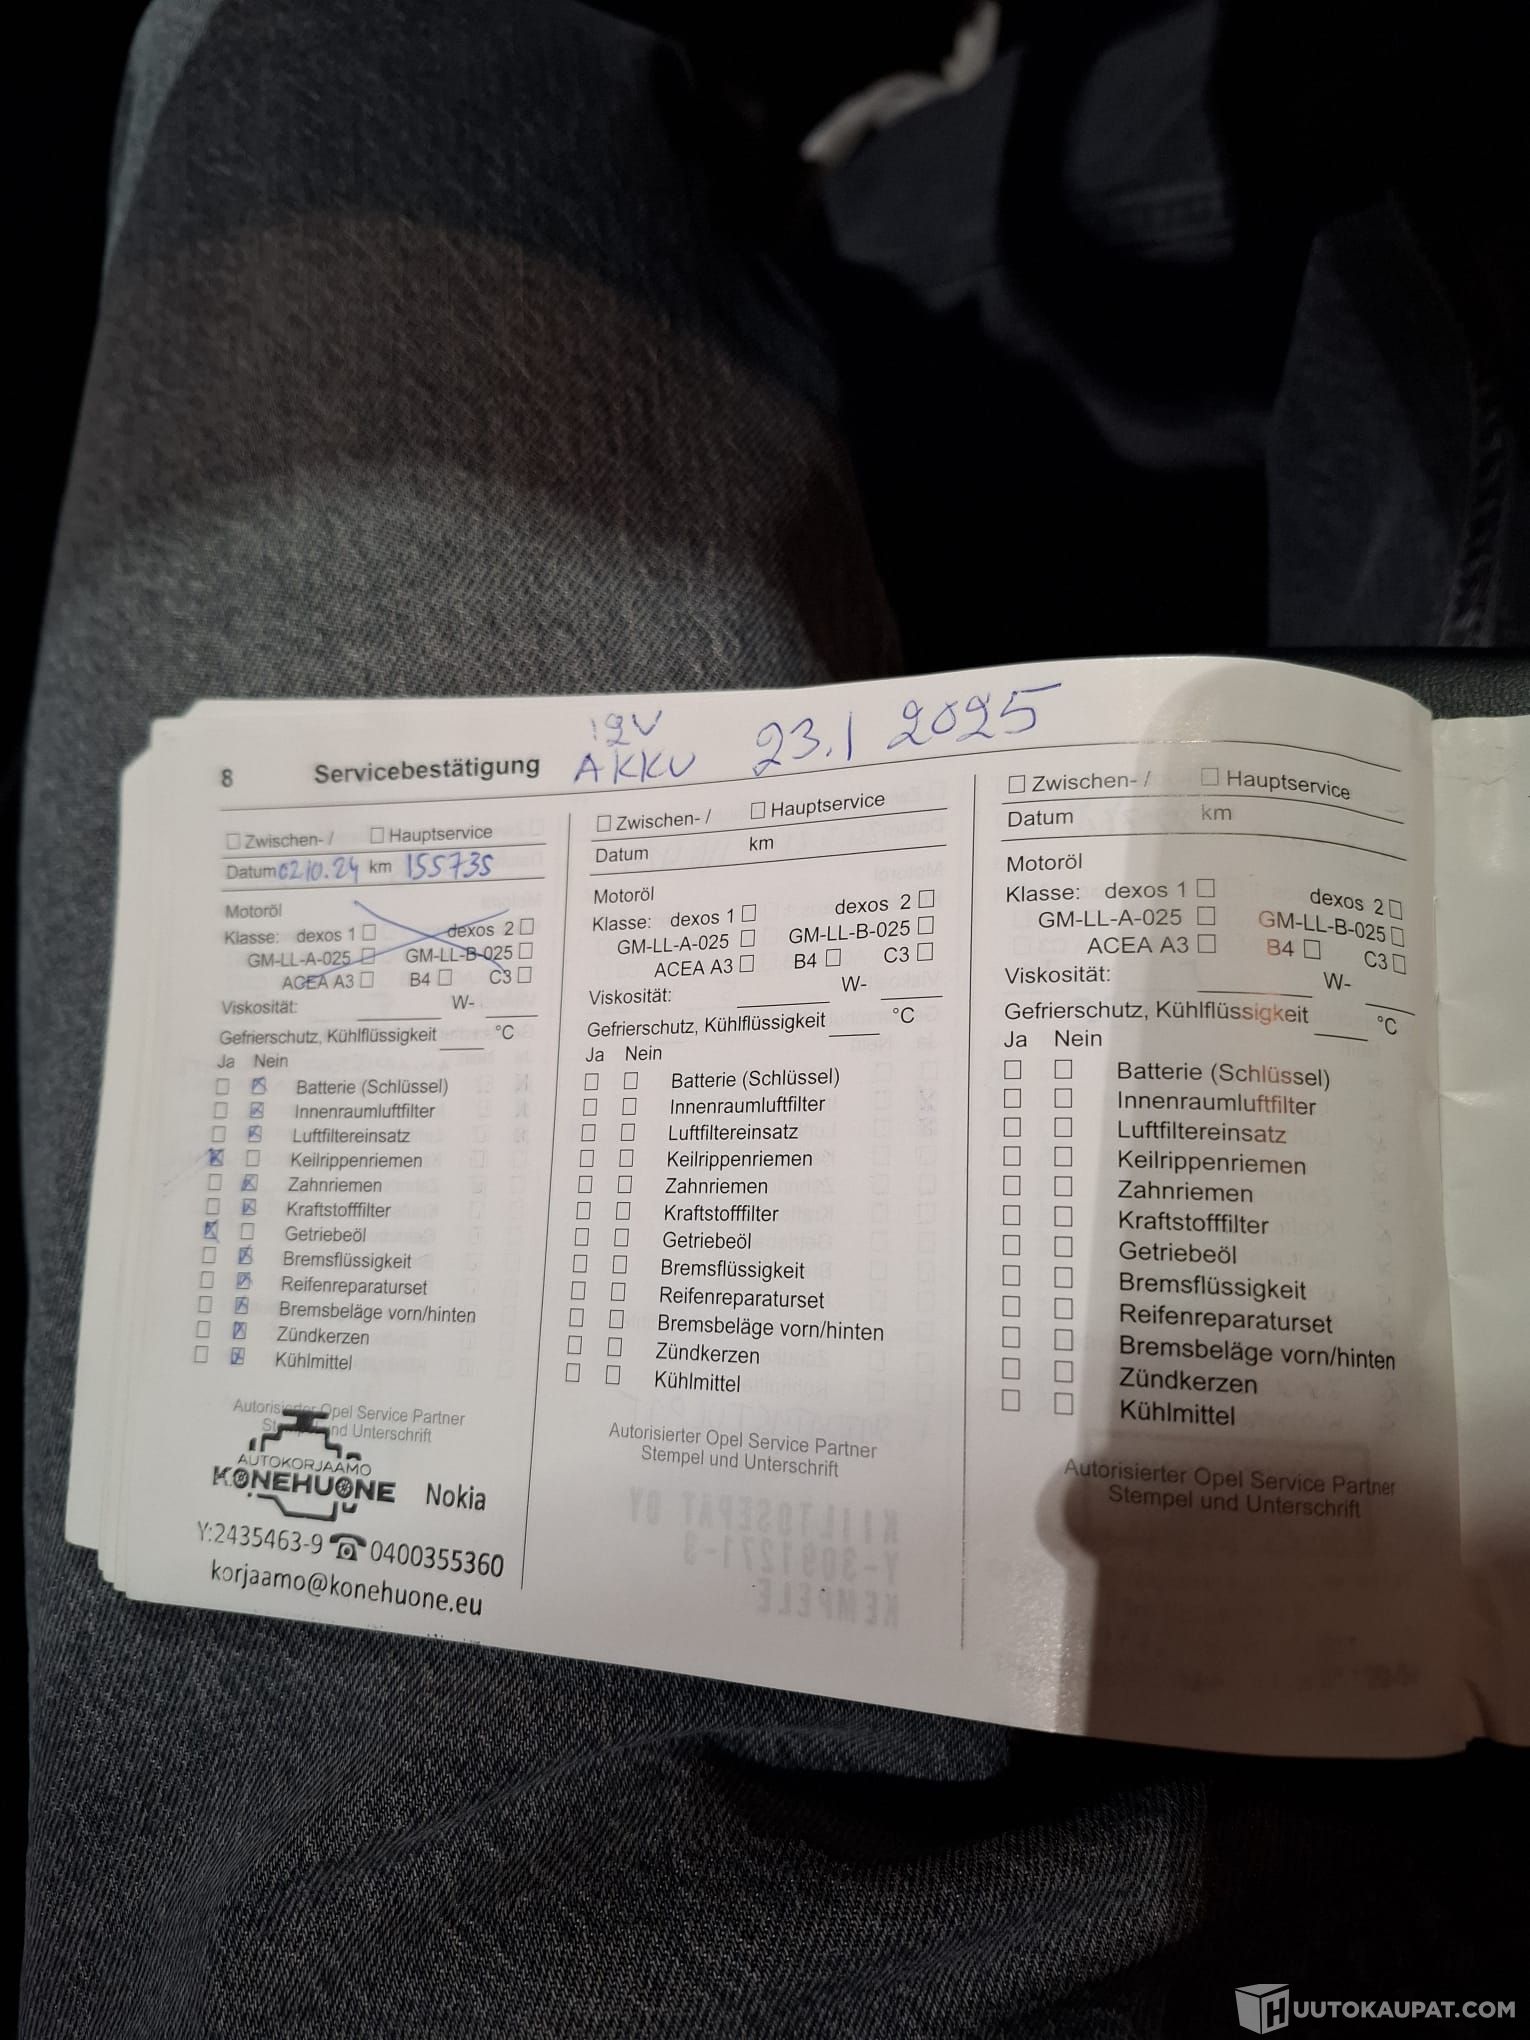 8 Servicebestätigung 12V AKKU 23.1 2025
Zwischen- / Hauptservice
Datum 02.10.24 km 155735
Motoröl
Klasse: dexos 1 dexos 2
GM-LL-A-025 GM-LL-B-025
ACEA A3 B4 C3
Viskosität: W-
Gefrierschutz, Kühlflüssigkeit °C
Ja Nein
Batterie (Schlüssel)
Innenraumluftfilter
Luftfiltereinsatz
Keilrippenriemen
Zahnriemen
Kraftstofffilter
Getriebeöl
Bremsflüssigkeit
Reifenreparaturset
Bremsbeläge vorn/hinten
Zündkerzen
Kühlmittel
Autorisierter Opel Service Partner
Stempel und Unterschrift
AUTOKORJAAMO
KONEHUONE Nokia
Y:2435463-9 0400355360
korjaamo@konehuone.eu
Zwischen- / Hauptservice
Datum km
Motoröl
Klasse: dexos 1 dexos 2
GM-LL-A-025 GM-LL-B-025
ACEA A3 B4 C3
Viskosität: W-
Gefrierschutz, Kühlflüssigkeit °C
Ja Nein
Batterie (Schlüssel)
Innenraumluftfilter
Luftfiltereinsatz
Keilrippenriemen
Zahnriemen
Kraftstofffilter
Getriebeöl
Bremsflüssigkeit
Reifenreparaturset
Bremsbeläge vorn/hinten
Zündkerzen
Kühlmittel
Autorisierter Opel Service Partner
Stempel und Unterschrift
Zwischen- / Hauptservice
Datum km
Motoröl
Klasse: dexos 1 dexos 2
GM-LL-A-025 GM-LL-B-025
ACEA A3 B4 C3
Viskosität: W-
Gefrierschutz, Kühlflüssigkeit °C
Ja Nein
Batterie (Schlüssel)
Innenraumluftfilter
Luftfiltereinsatz
Keilrippenriemen
Zahnriemen
Kraftstofffilter
Getriebeöl
Bremsflüssigkeit
Reifenreparaturset
Bremsbeläge vorn/hinten
Zündkerzen
Kühlmittel
Autorisierter Opel Service Partner
Stempel und Unterschrift
HUUTOKAUPAT.COM